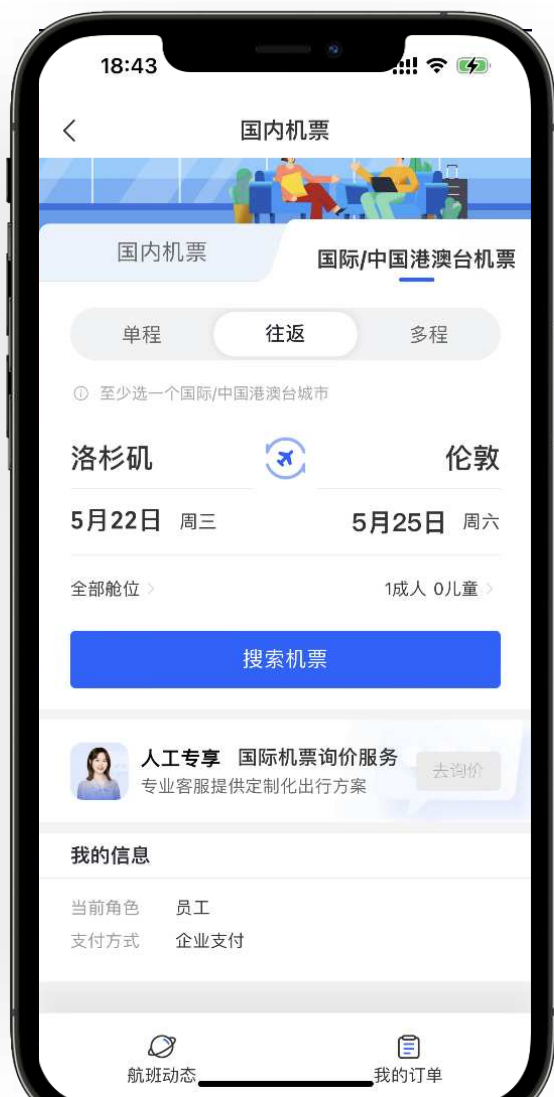 18:43
国内机票
国内机票
国际/中国港澳台机票
单程
往返
多程
至少选一个国际/中国港澳台城市
洛杉矶
伦敦
5月22日 周三
5月25日 周六
全部舱位
1成人 0儿童
搜索机票
人工专享 国际机票询价服务
专业客服提供定制化出行方案
去询价
我的信息
当前角色 员工
支付方式 企业支付
航班动态
我的订单